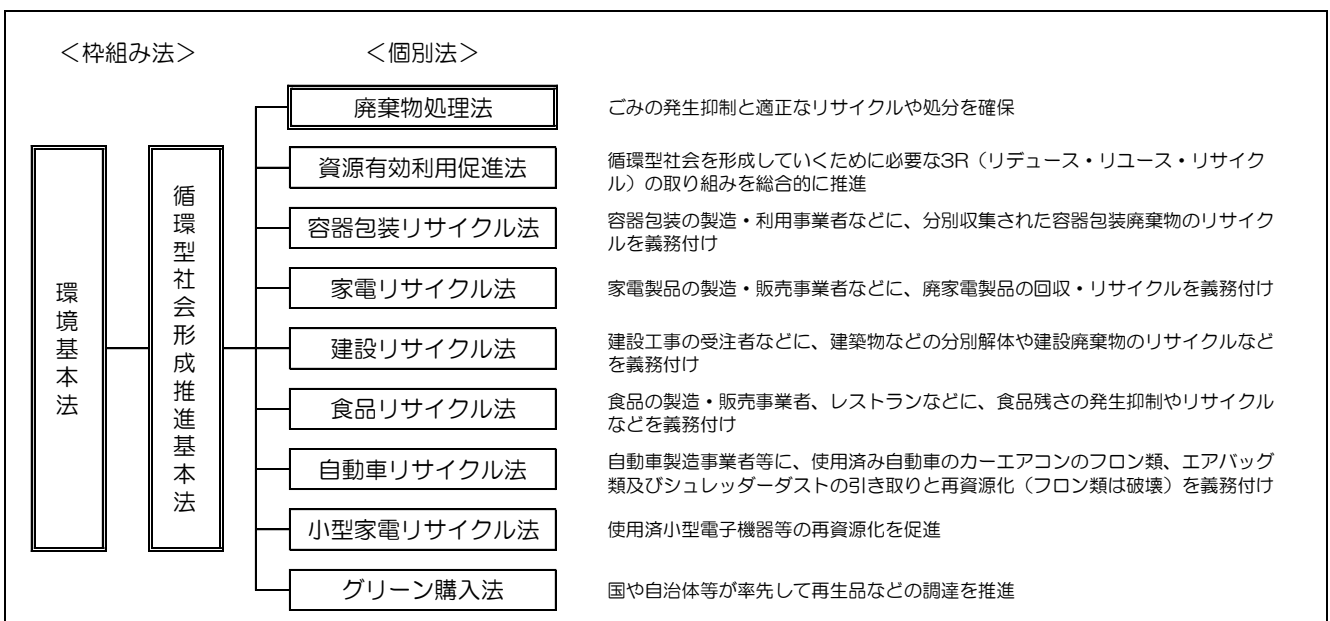 ＜枠組み法＞
＜個別法＞
環境基本法
循環型社会形成推進基本法
廃棄物処理法
ごみの発生抑制と適正なリサイクルや処分を確保
資源有効利用促進法
循環型社会を形成していくために必要な3R（リデュース・リユース・リサイク
ル）の取り組みを総合的に推進
容器包装リサイクル法
容器包装の製造・利用事業者などに、分別収集された容器包装廃棄物のリサイク
ルを義務付け
家電リサイクル法
家電製品の製造・販売事業者などに、廃家電製品の回収・リサイクルを義務付け
建設リサイクル法
建設工事の受注者などに、建築物などの分別解体や建設廃棄物のリサイクルなど
を義務付け
食品リサイクル法
食品の製造・販売事業者、レストランなどに、食品残さの発生抑制やリサイクル
などを義務付け
自動車リサイクル法
自動車製造事業者等に、使用済み自動車のカーエアコンのフロン類、エアバッグ
類及びシュレッダーダストの引き取りと再資源化（フロン類は破壊）を義務付け
小型家電リサイクル法
使用済小型電子機器等の再資源化を促進
グリーン購入法
国や自治体等が率先して再生品などの調達を推進